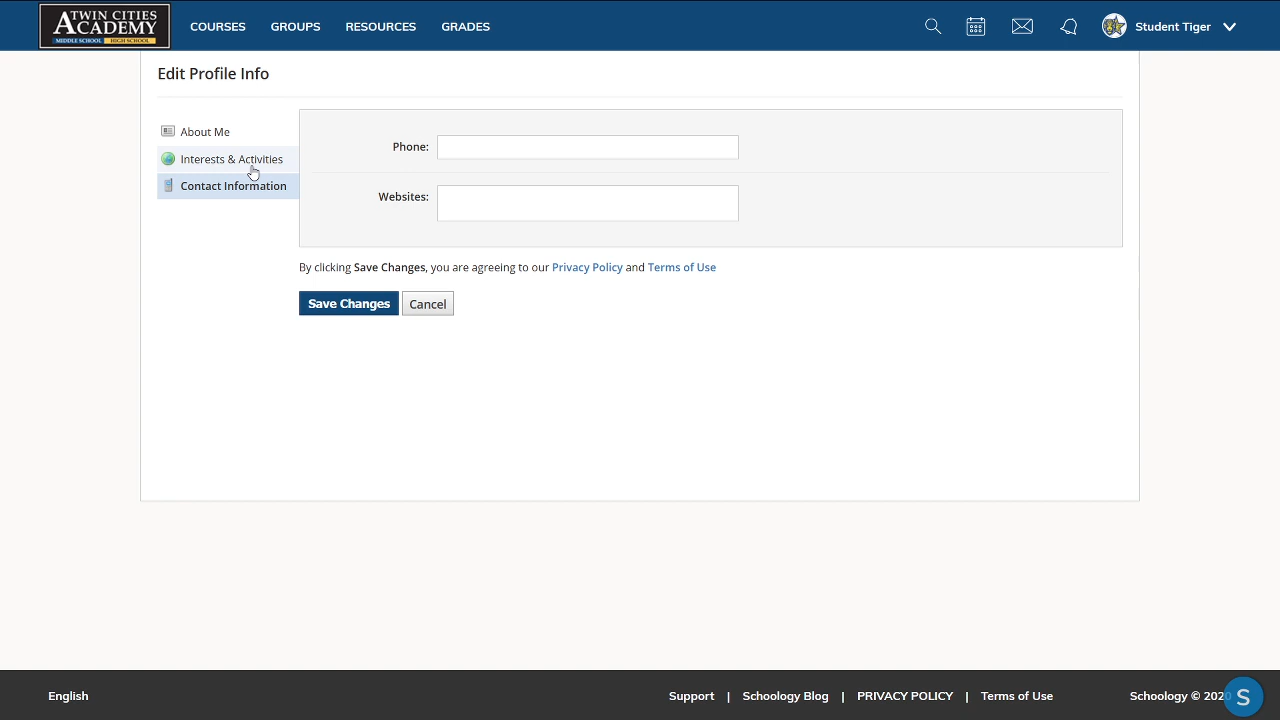 TWIN CITIES
ACADEMY
MIDDLE SCHOOL HIGH SCHOOL
COURSES GROUPS RESOURCES GRADES Student Tiger
Edit Profile Info
About Me
Interests & Activities
Contact Information
Phone:
Websites:
By clicking Save Changes, you are agreeing to our Privacy Policy and Terms of Use
Save Changes Cancel
English Support | Schoology Blog | PRIVACY POLICY | Terms of Use Schoology © 2020 S